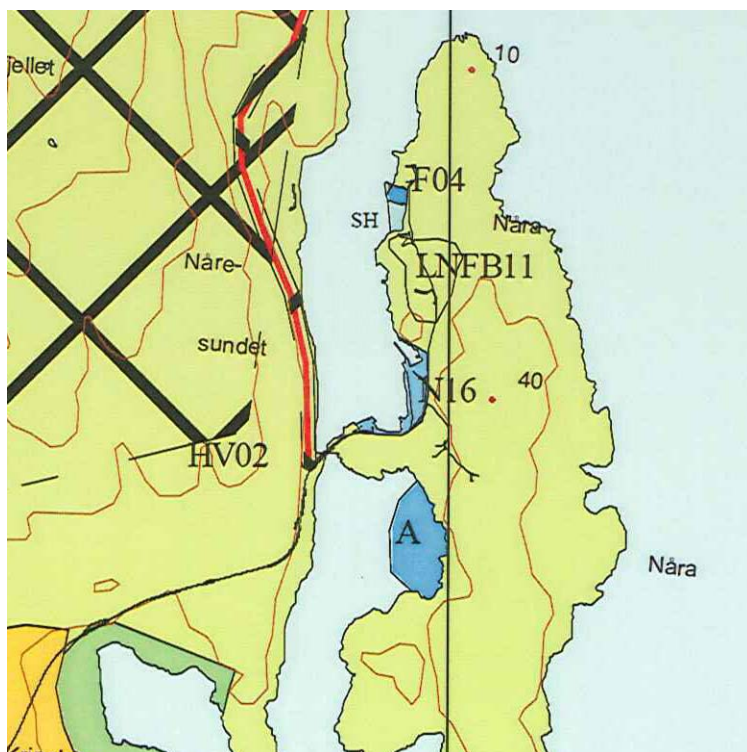 jellet
10
F04
SH
Nåra
Nåre-
LNFB11
sundet
N16
40
HV02
A
Nåra